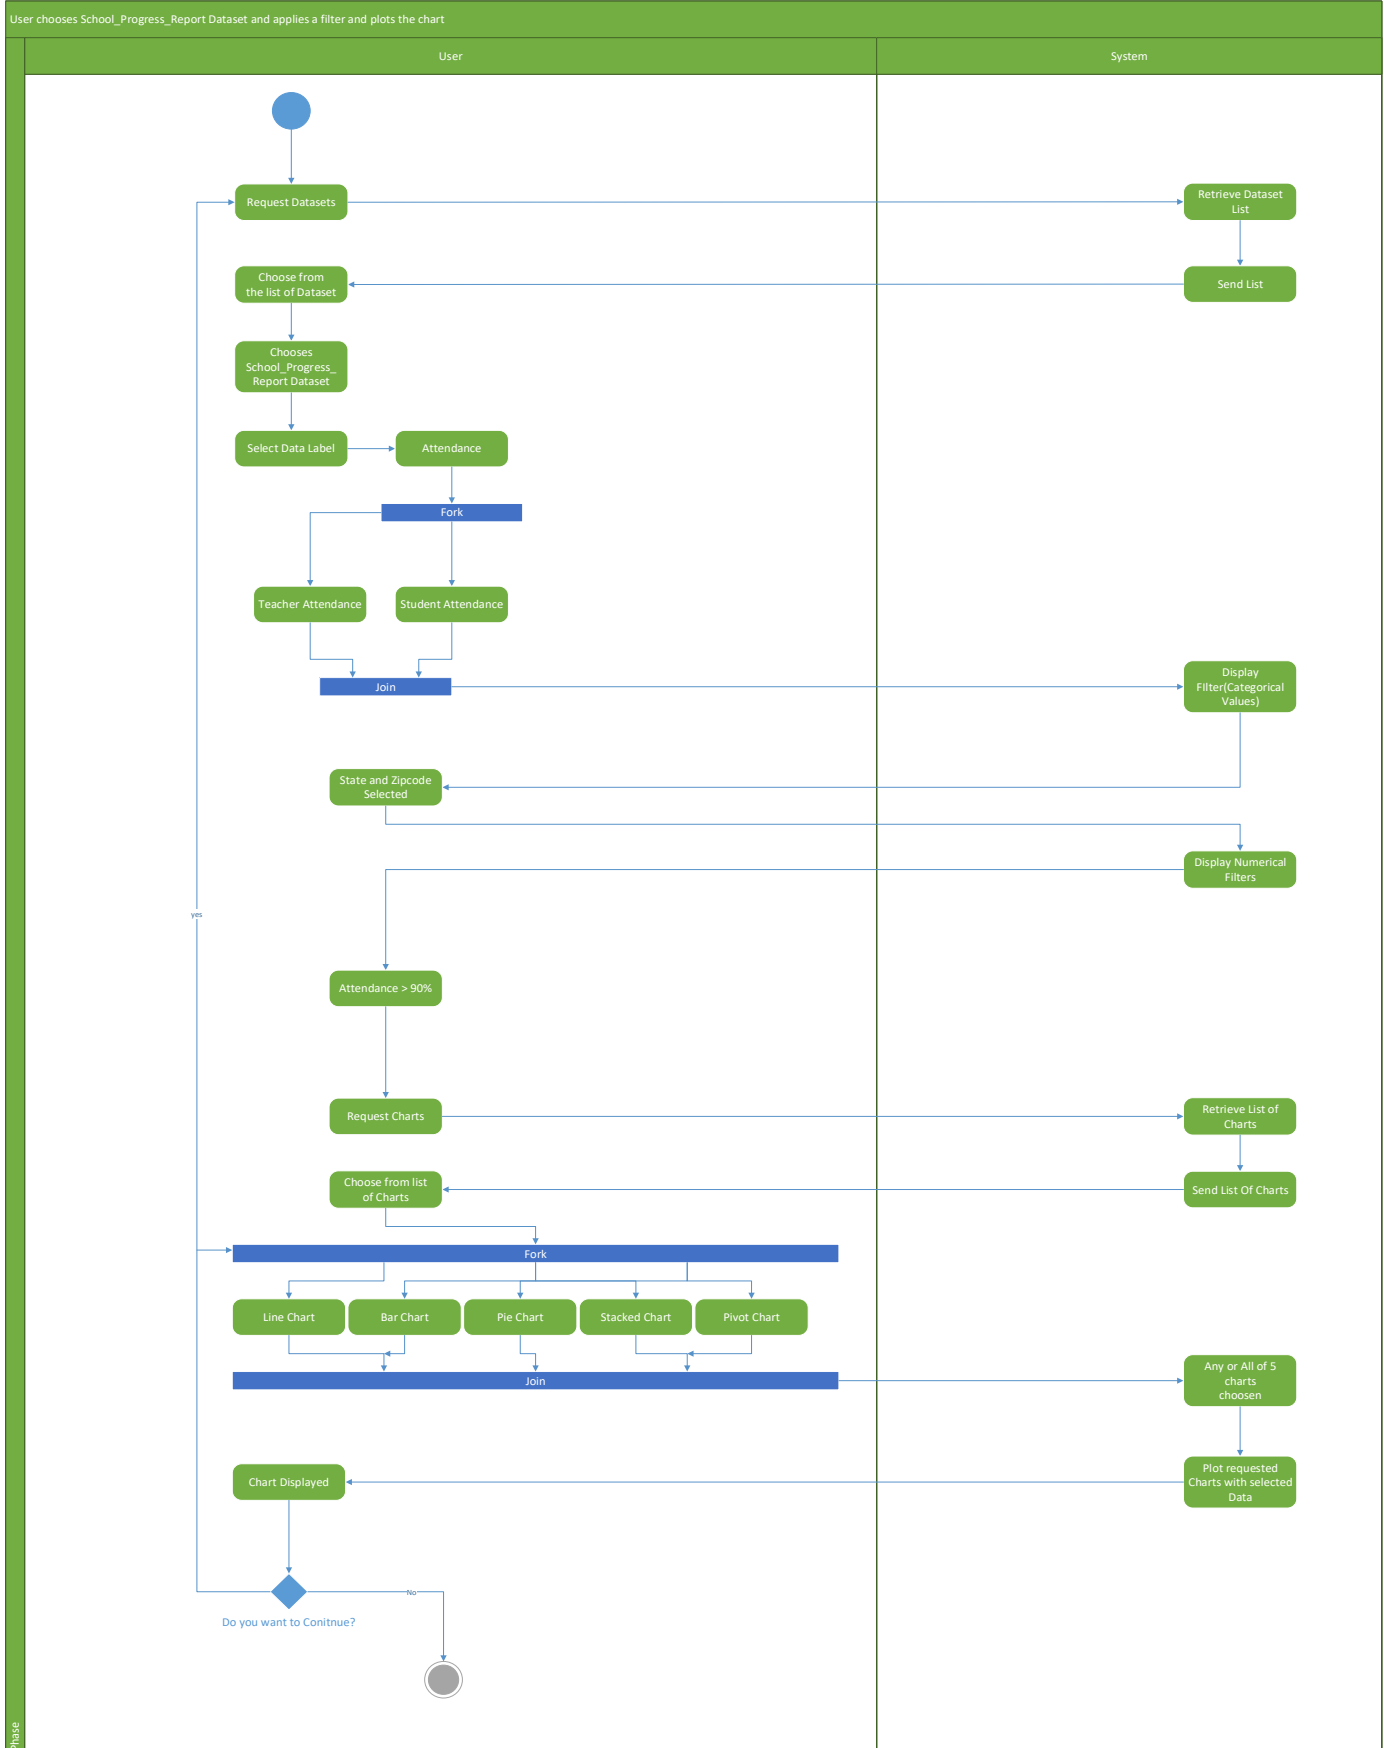 User chooses School_Progress_Report Dataset and applies a filter and plots the chart
User
System
Request Datasets
Retrieve Dataset
List
Choose from
the list of Dataset
Send List
Chooses
School_Progress_
Report Dataset
Select Data Label
Attendance
Fork
Teacher Attendance
Student Attendance
Join
Display
FIlter(Categorical
Values)
State and Zipcode
Selected
Display Numerical
Filters
yes
Attendance > 90%
Request Charts
Retrieve List of
Charts
Choose from list
of Charts
Send List Of Charts
Fork
Line Chart
Bar Chart
Pie Chart
Stacked Chart
Pivot Chart
Join
Any or All of 5
charts
choosen
Chart Displayed
Plot requested
Charts with selected
Data
No
Do you want to Conitnue?
Phase